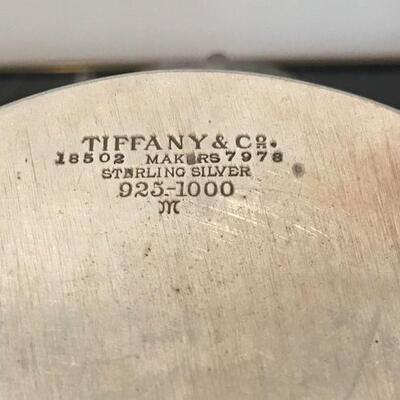 TIFFANY & Co.
18502 MAKERS 7978
STERLING SILVER
925-1000
M